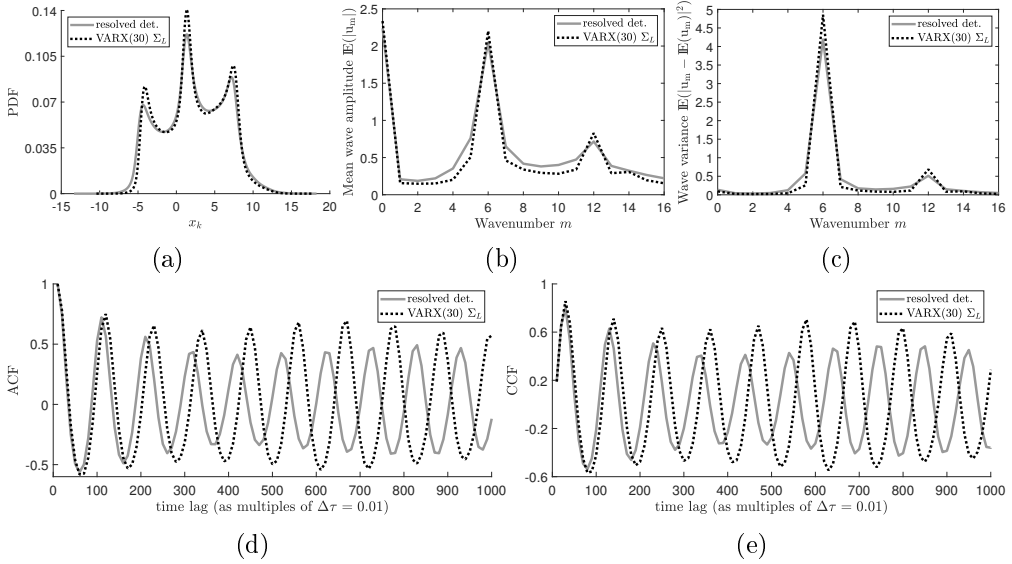 0.14
0.105
0.07
0.035
0
PDF
resolved det.
VARX(30) Σ_L
-15 -10 -5 0 5 10 15 20
x_k
(a)
2.5
2
1.5
1
0.5
0
Mean wave amplitude 𝔼(|u_m|)
resolved det.
VARX(30) Σ_L
0 2 4 6 8 10 12 14 16
Wavenumber m
(b)
5
4.5
4
3.5
3
2.5
2
1.5
1
0.5
0
Wave variance 𝔼(|u_m − 𝔼(u_m)|²)
resolved det.
VARX(30) Σ_L
0 2 4 6 8 10 12 14 16
Wavenumber m
(c)
1
0.5
0
-0.5
ACF
resolved det.
VARX(30) Σ_L
0 100 200 300 400 500 600 700 800 900 1000
time lag (as multiples of Δτ = 0.01)
(d)
1
0.6
0.2
-0.2
-0.6
CCF
resolved det.
VARX(30) Σ_L
0 100 200 300 400 500 600 700 800 900 1000
time lag (as multiples of Δτ = 0.01)
(e)